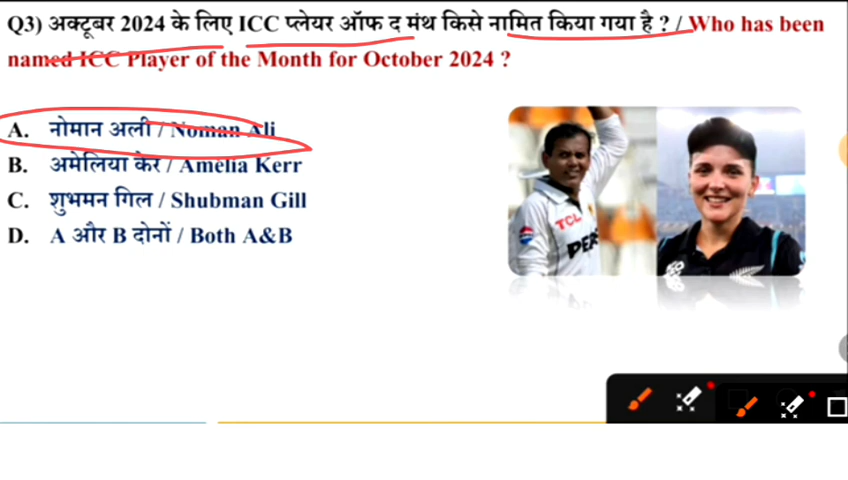 Q3) अक्टूबर 2024 के लिए ICC प्लेयर ऑफ द मंथ किसे नामित किया गया है ? / Who has been
named ICC Player of the Month for October 2024 ?
A. नोमान अली / Noman Ali
B. अमेलिया केर / Amelia Kerr
C. शुभमन गिल / Shubman Gill
D. A और B दोनों / Both A&B
TCL